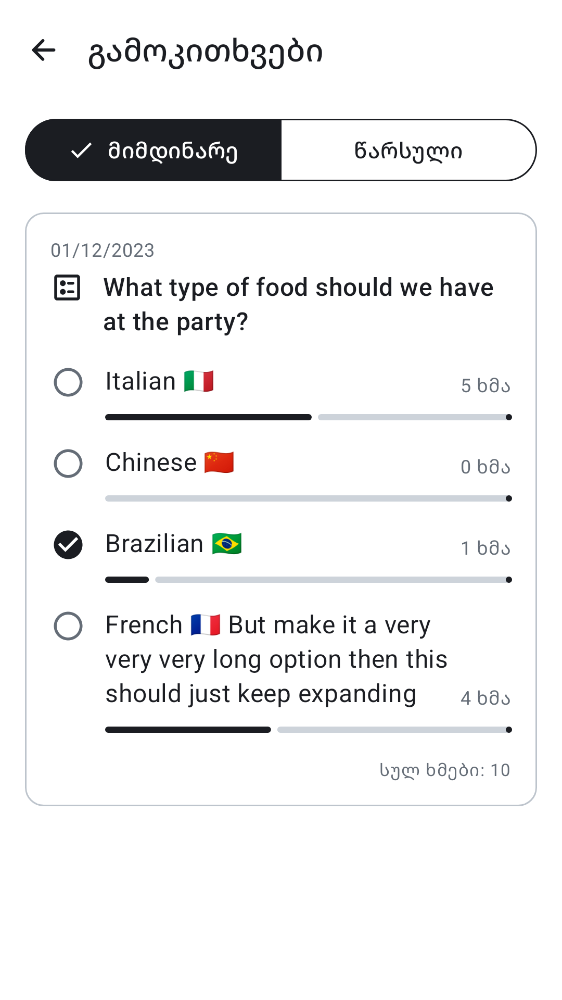 გამოკითხვები
მიმდინარე
წარსული
01/12/2023
What type of food should we have
at the party?
Italian 🇮🇹
5 ხმა
Chinese 🇨🇳
0 ხმა
Brazilian 🇧🇷
1 ხმა
French 🇫🇷 But make it a very
very very long option then this
should just keep expanding
4 ხმა
სულ ხმები: 10